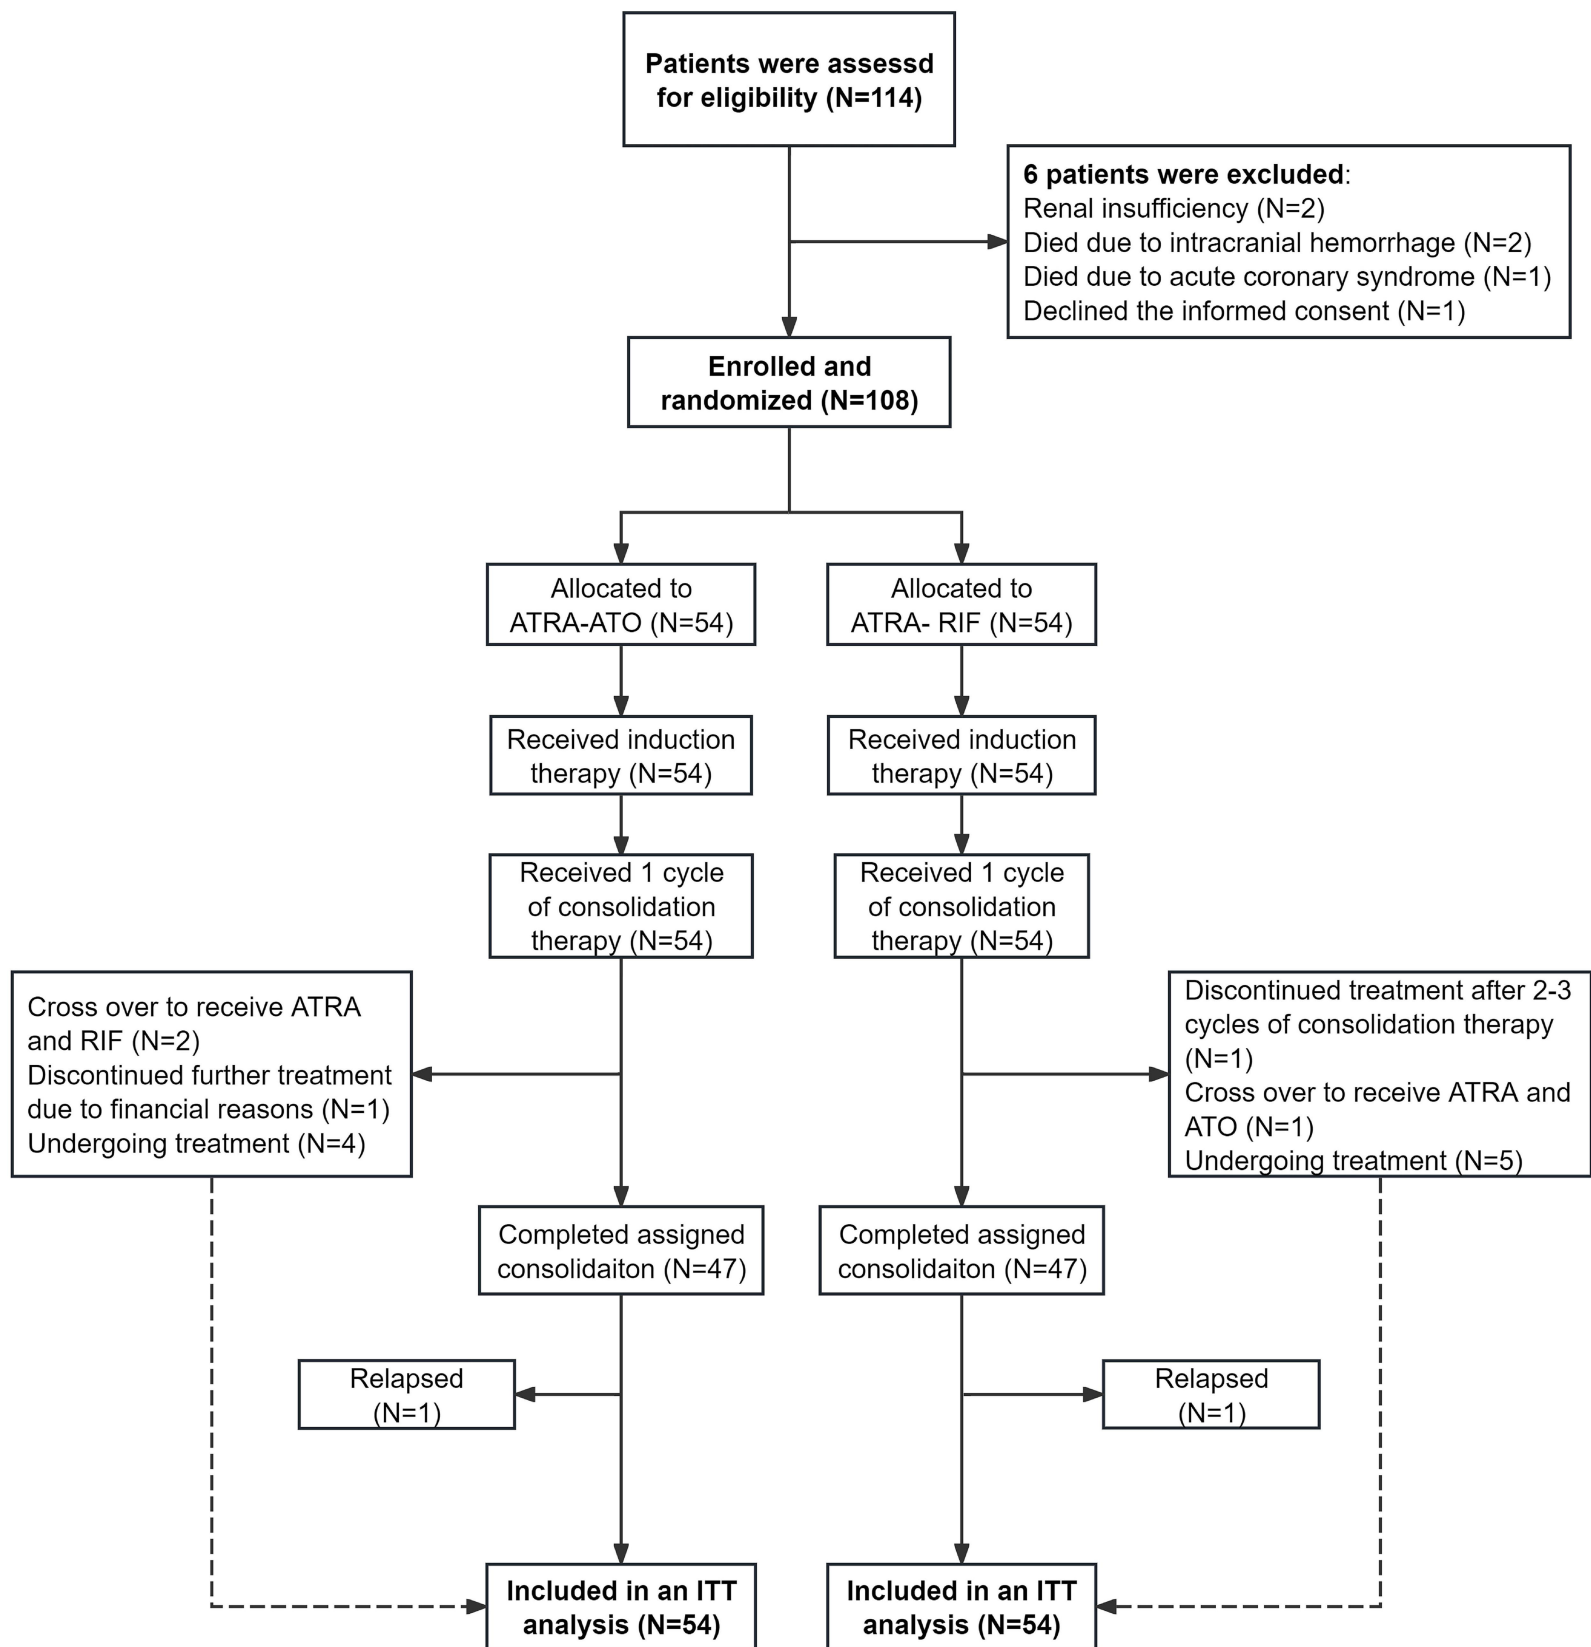 Patients were assessd
for eligibility (N=114)
6 patients were excluded:
Renal insufficiency (N=2)
Died due to intracranial hemorrhage (N=2)
Died due to acute coronary syndrome (N=1)
Declined the informed consent (N=1)
Enrolled and
randomized (N=108)
Allocated to
ATRA-ATO (N=54)
Allocated to
ATRA- RIF (N=54)
Received induction
therapy (N=54)
Received induction
therapy (N=54)
Received 1 cycle
of consolidation
therapy (N=54)
Received 1 cycle
of consolidation
therapy (N=54)
Cross over to receive ATRA
and RIF (N=2)
Discontinued further treatment
due to financial reasons (N=1)
Undergoing treatment (N=4)
Discontinued treatment after 2-3
cycles of consolidation therapy
(N=1)
Cross over to receive ATRA and
ATO (N=1)
Undergoing treatment (N=5)
Completed assigned
consolidaiton (N=47)
Completed assigned
consolidaiton (N=47)
Relapsed
(N=1)
Relapsed
(N=1)
Included in an ITT
analysis (N=54)
Included in an ITT
analysis (N=54)